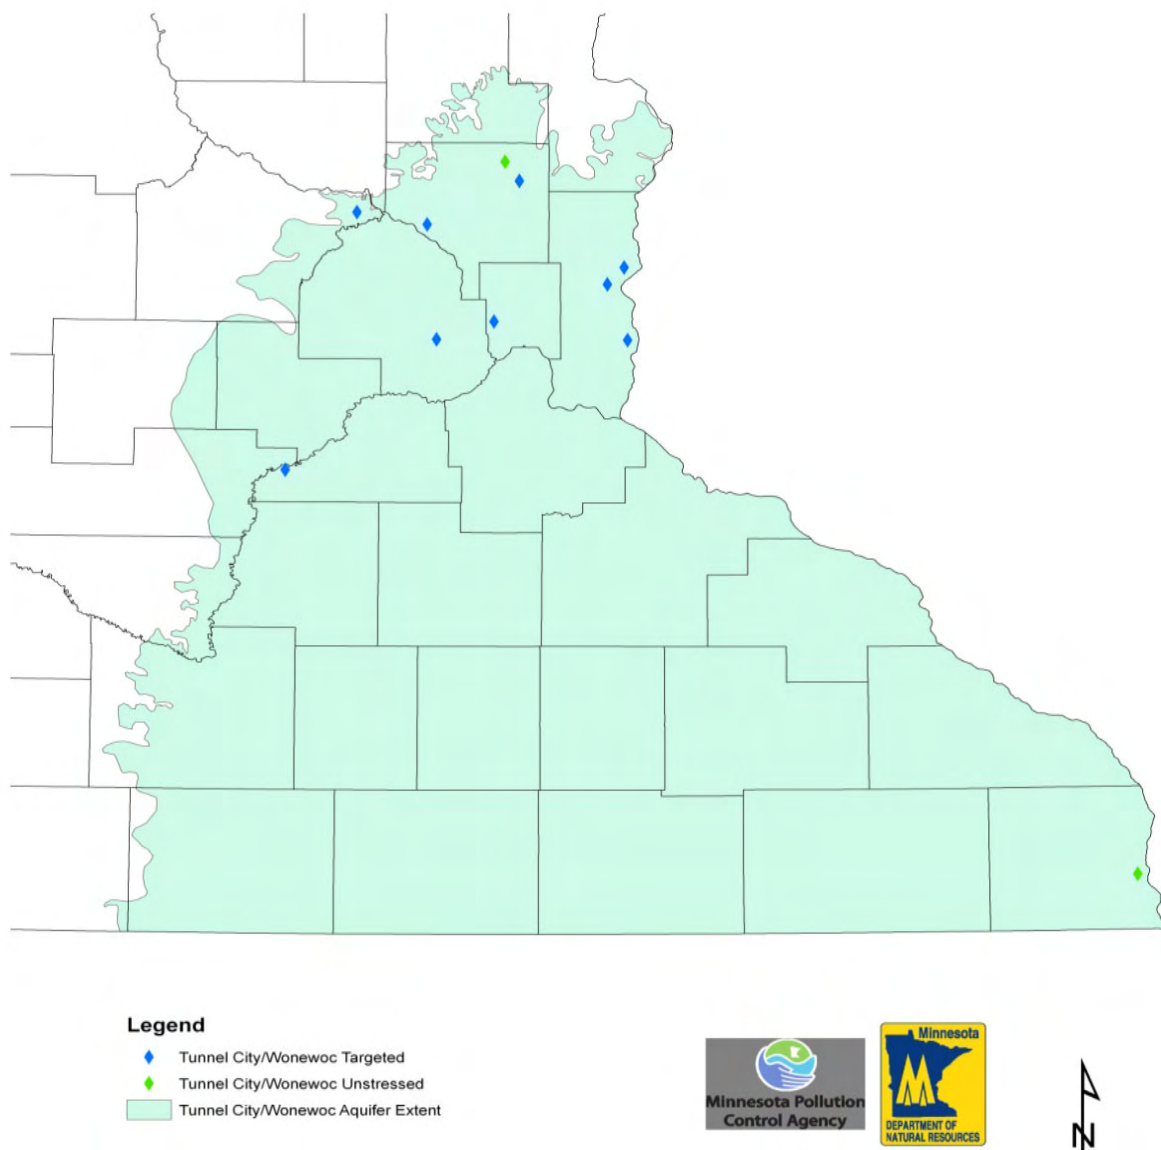 Legend
Tunnel City/Wonewoc Targeted
Tunnel City/Wonewoc Unstressed
Tunnel City/Wonewoc Aquifer Extent
Minnesota Pollution
Control Agency
Minnesota
DEPARTMENT OF
NATURAL RESOURCES
N